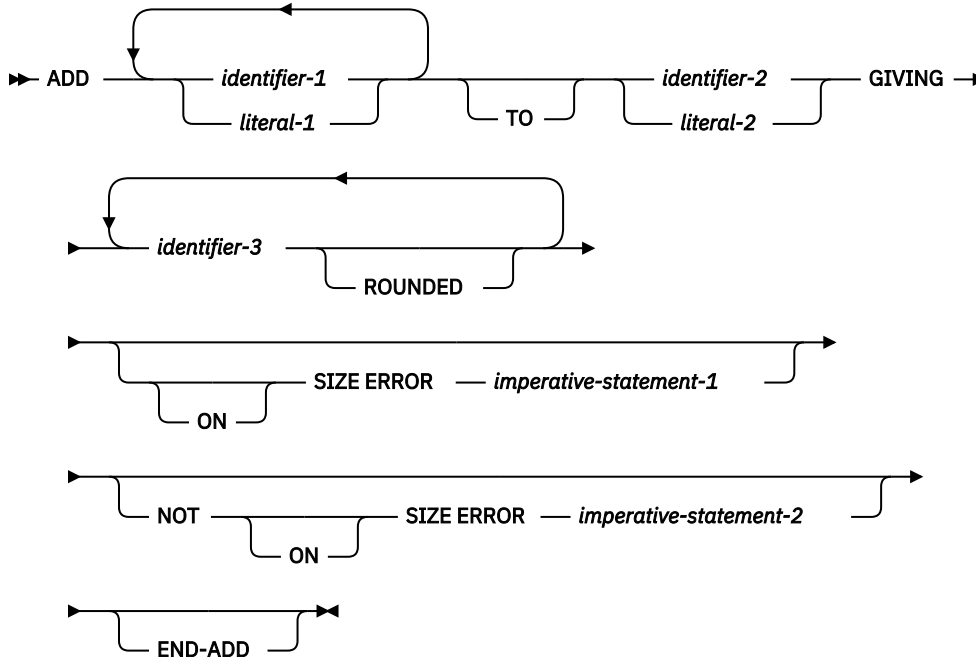 ADD identifier-1 identifier-2 GIVING
literal-1 TO literal-2
identifier-3
ROUNDED
SIZE ERROR imperative-statement-1
ON
NOT SIZE ERROR imperative-statement-2
ON
END-ADD